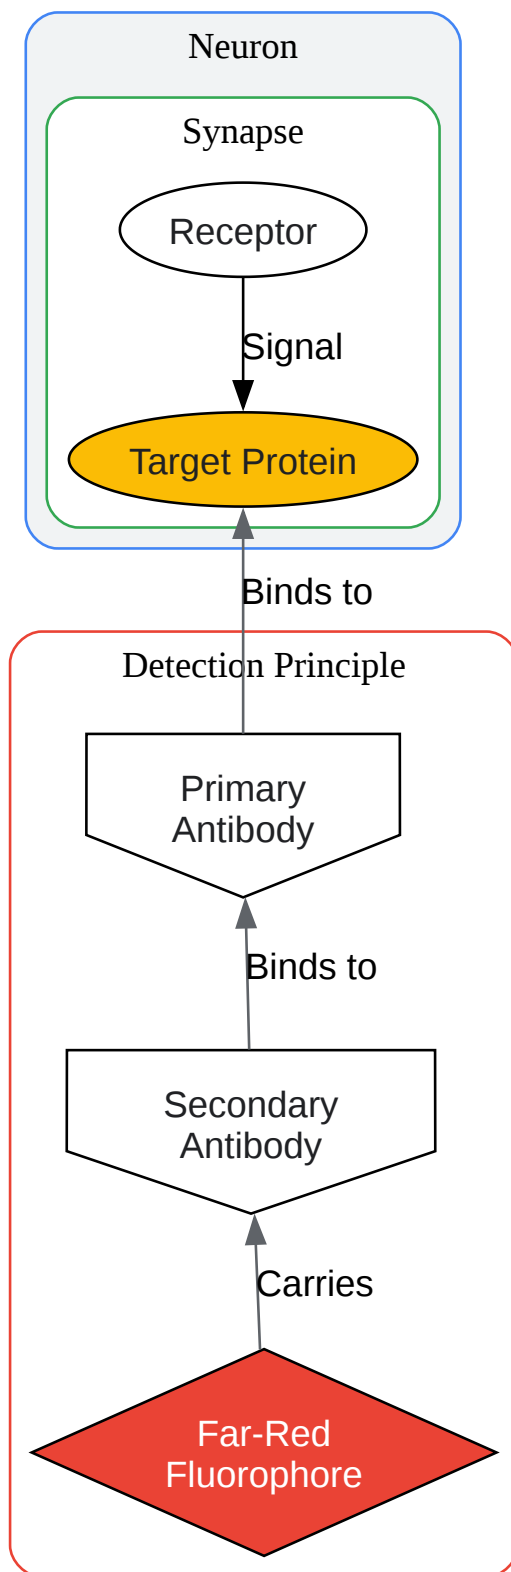 Neuron
Synapse
Receptor
Signal
Target Protein
Binds to
Detection Principle
Primary
Antibody
Binds to
Secondary
Antibody
Carries
Far-Red
Fluorophore